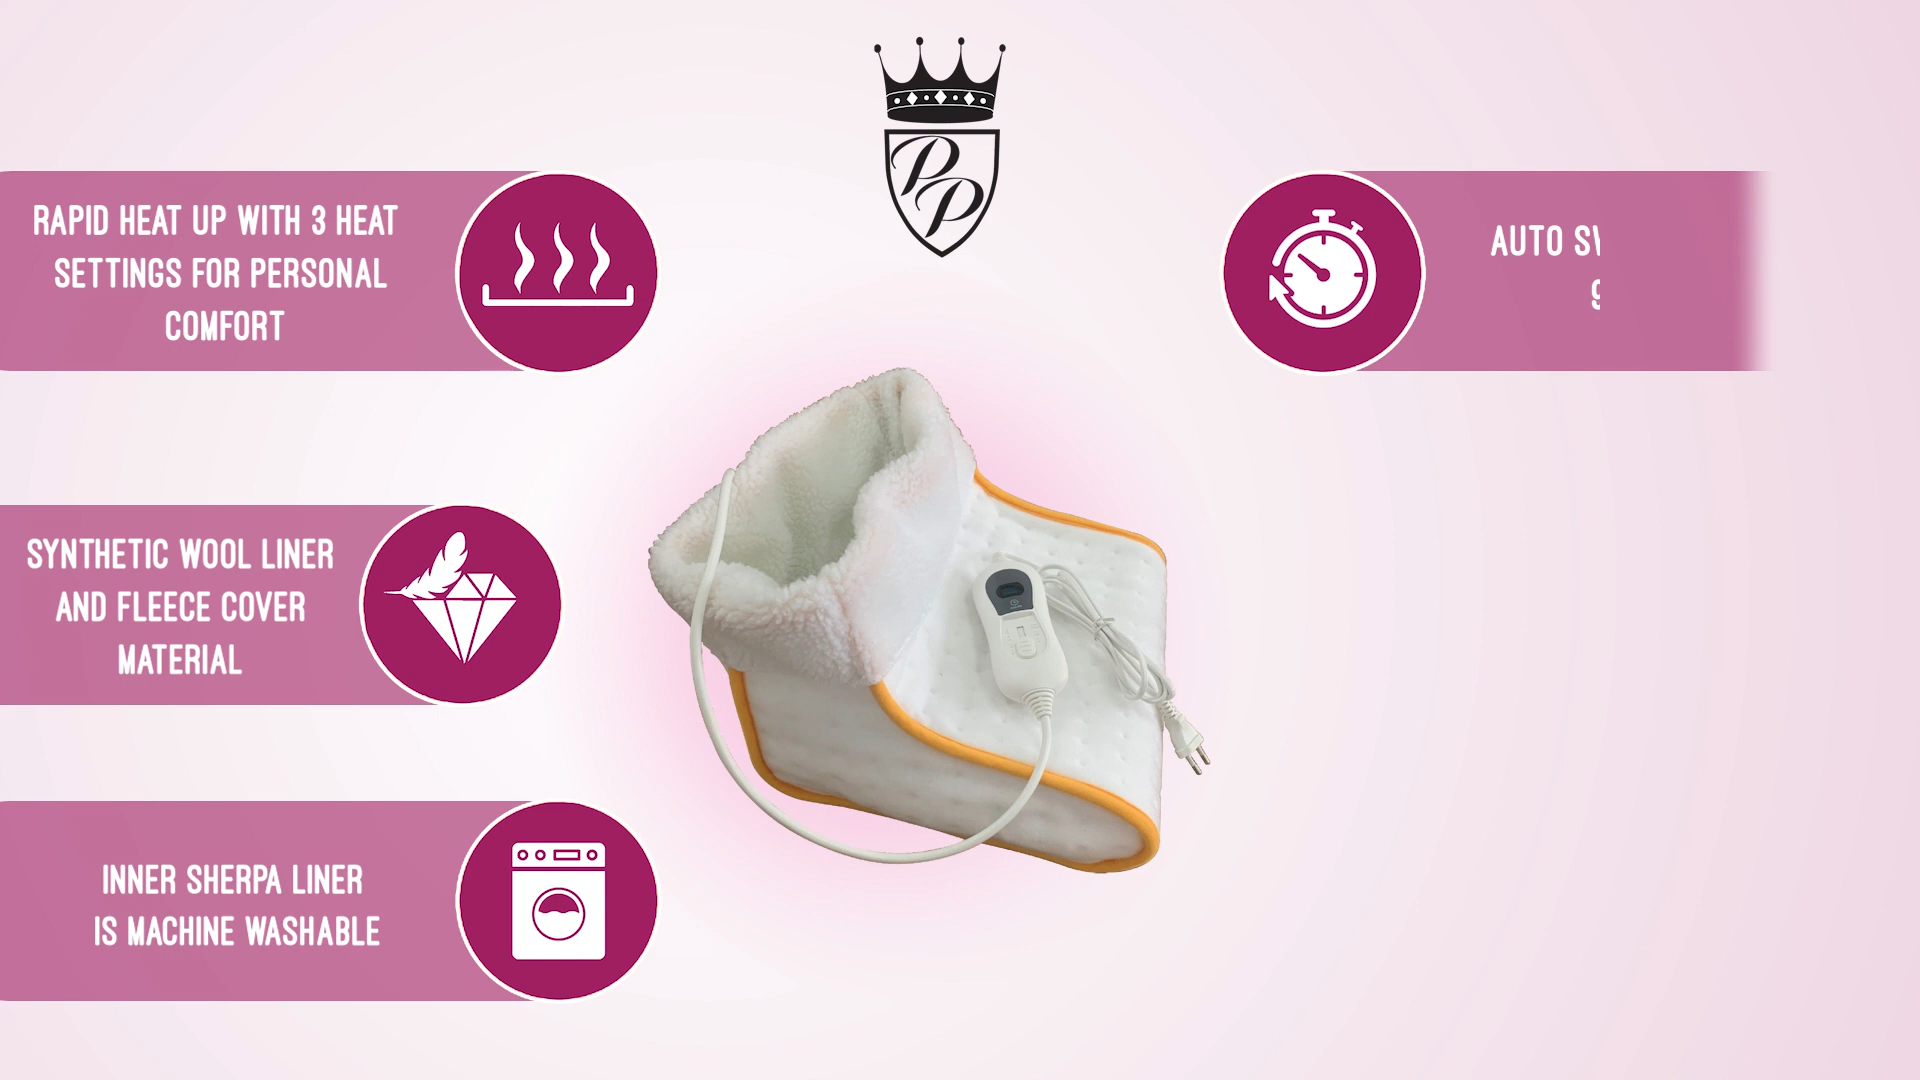 PP
RAPID HEAT UP WITH 3 HEAT
SETTINGS FOR PERSONAL
COMFORT
AUTO
SYNTHETIC WOOL LINER
AND FLEECE COVER
MATERIAL
INNER SHERPA LINER
IS MACHINE WASHABLE